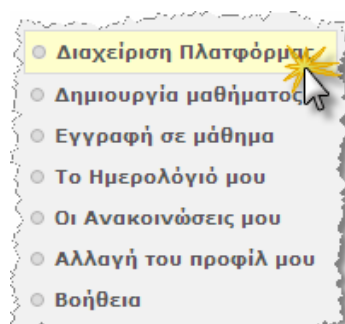 Διαχείριση Πλατφόρμας
Δημιουργία μαθήματος
Εγγραφή σε μάθημα
Το Ημερολόγιό μου
Οι Ανακοινώσεις μου
Αλλαγή του προφίλ μου
Βοήθεια